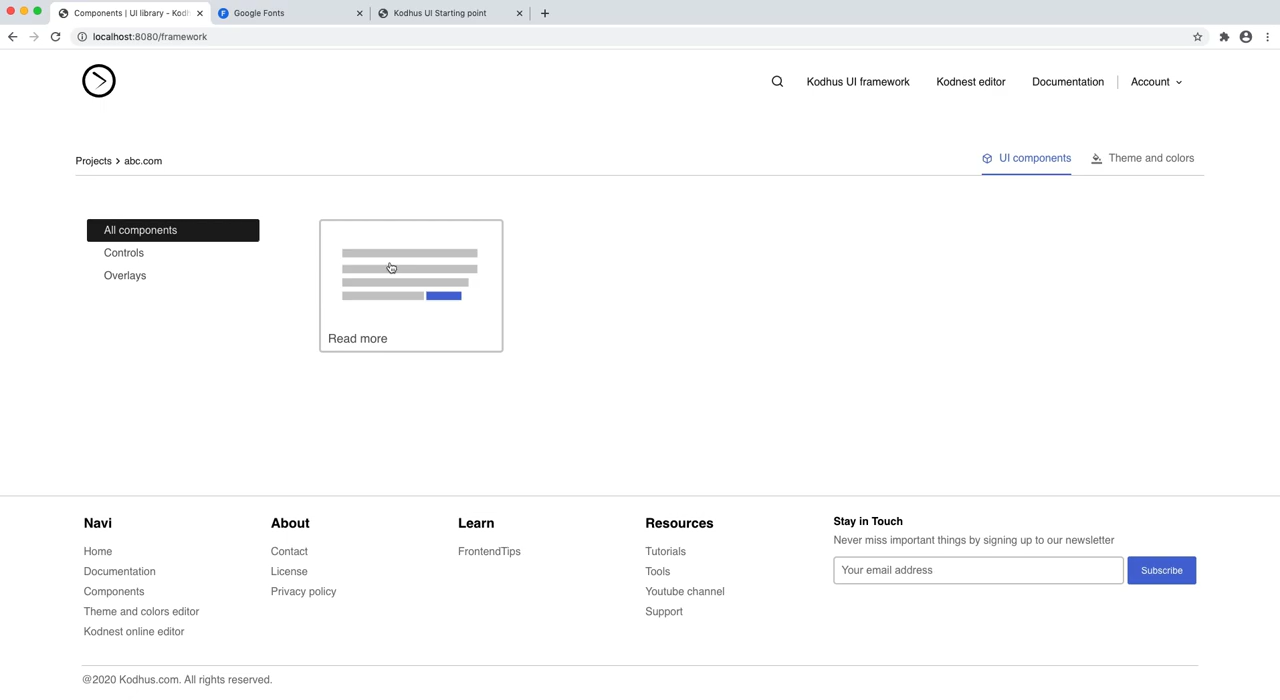 Components | UI library - Kodh
Google Fonts
Kodhus UI Starting point
localhost:8080/framework
Kodhus UI framework
Kodnest editor
Documentation
Account
Projects > abc.com
UI components
Theme and colors
All components
Controls
Overlays
Read more
Navi
Home
Documentation
Components
Theme and colors editor
Kodnest online editor
About
Contact
License
Privacy policy
Learn
FrontendTips
Resources
Tutorials
Tools
Youtube channel
Support
Stay in Touch
Never miss important things by signing up to our newsletter
Your email address
Subscribe
@2020 Kodhus.com. All rights reserved.